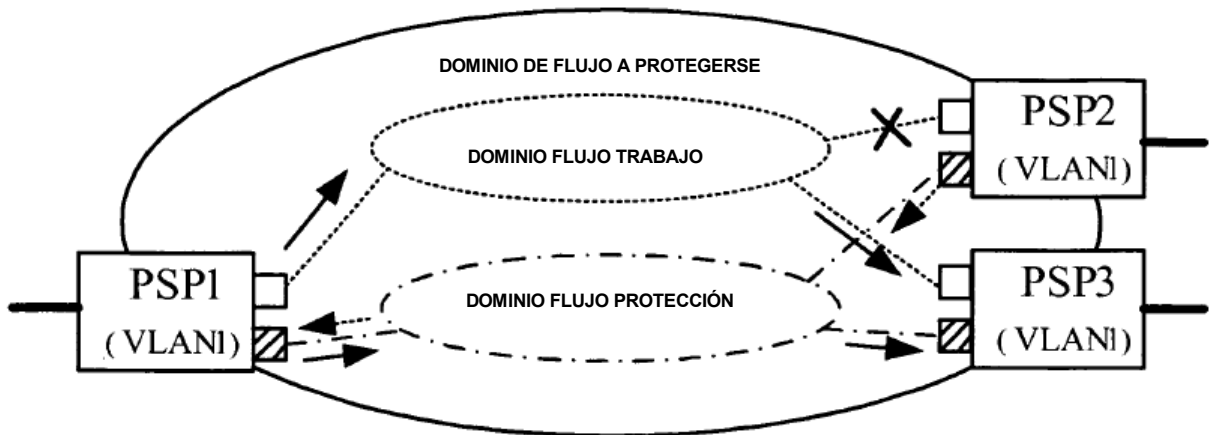 DOMINIO DE FLUJO A PROTEGERSE
PSP2
(VLAN1)
DOMINIO FLUJO TRABAJO
PSP1
(VLAN1)
DOMINIO FLUJO PROTECCIÓN
PSP3
(VLAN1)